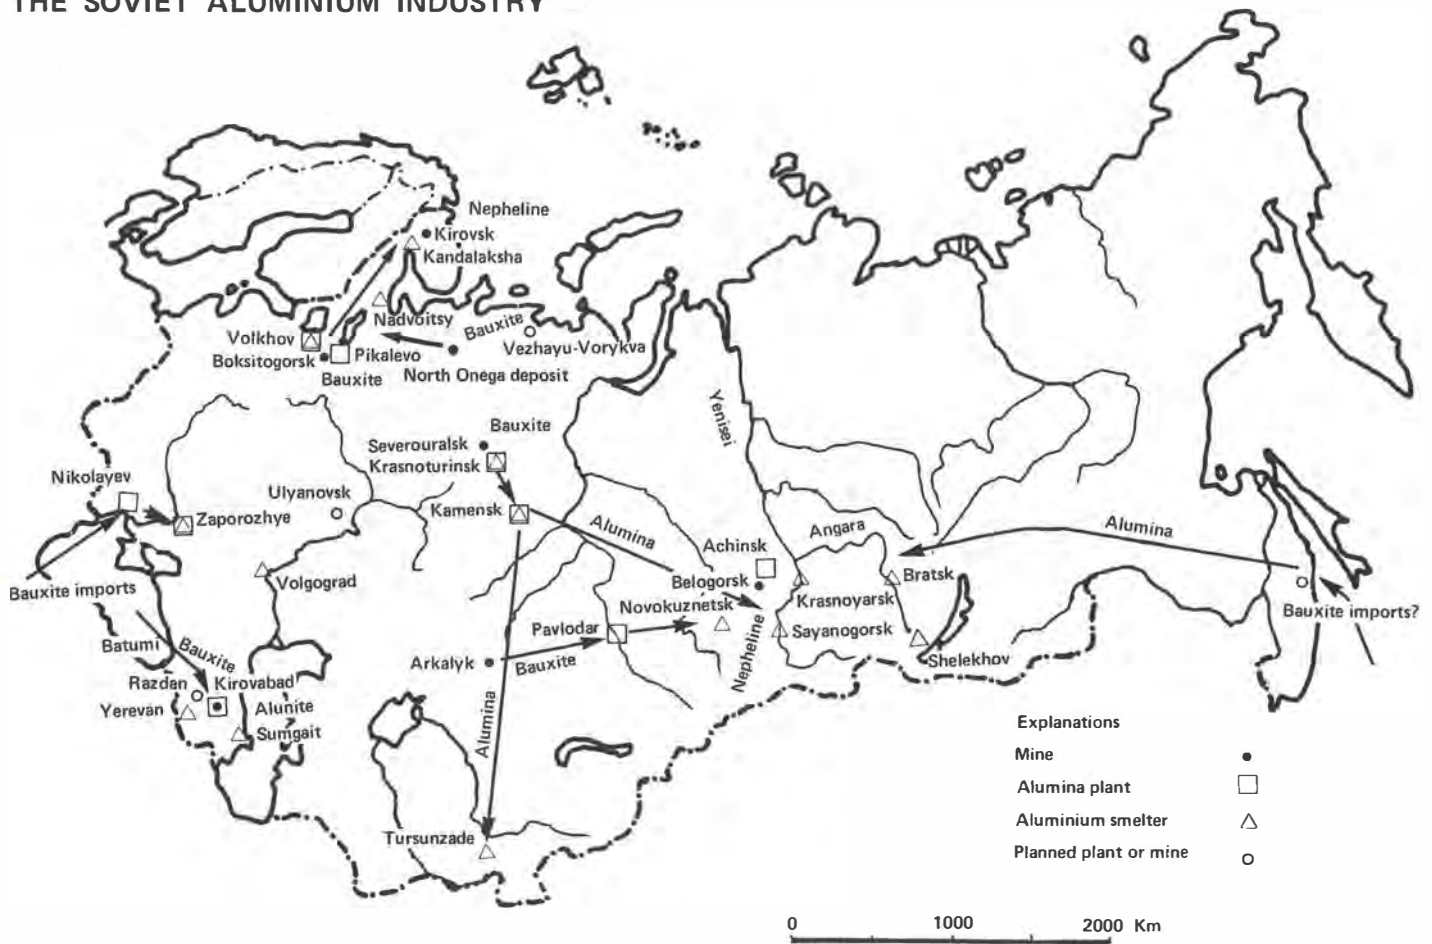 THE SOVIET ALUMINIUM INDUSTRY
Nepheline
Kirovsk
Kandalaksha
Nadvoitsy
Bauxite
Volkhov
Boksitogorsk
Pikalevo
Vezhayu-Vorykva
Bauxite
North Onega deposit
Yenisei
Bauxite
Severouralsk
Krasnoturinsk
Nikolayev
Ulyanovsk
Zaporozhye
Kamensk
Alumina
Angara
Alumina
Achinsk
Volgograd
Belogorsk
Bratsk
Bauxite imports
Krasnoyarsk
Novokuznetsk
Bauxite imports?
Pavlodar
Sayanogorsk
Batumi
Bauxite
Arkalyk
Bauxite
Nepheline
Shelekhov
Razdan
Kirovabad
Yerevan
Alunite
Sumgait
Alumina
Tursunzade
Explanations
Mine
Alumina plant
Aluminium smelter
Planned plant or mine
0 1000 2000 Km